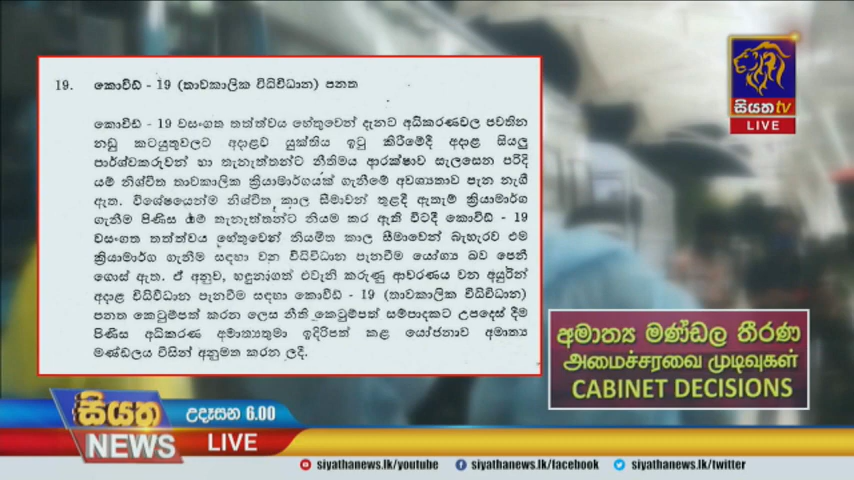 19. කොවිඩ් - 19 (තාවකාලික විධිවිධාන) පනත
කොවිඩ් - 19 වසංගත තත්ත්වය හේතුවෙන් දැනට අධිකරණවල පවතින
නඩු කටයුතුවලට අදාළව යුක්තිය ඉටු කිරීමේදී අදාළ සියලු
පාර්ශ්වකරුවන් හා තැනැත්තන්ට නීතිමය ආරක්ෂාව සැලසෙන පරිදි
යම් නිශ්චිත තාවකාලික ක්‍රියාමාර්ගයක් ගැනීමේ අවශ්‍යතාව පැන නැගී
ඇත. විශේෂයෙන්ම නිශ්චිත කාල සීමාවන් තුළදී ඇතැම් ක්‍රියාමාර්ග
ගැනීම පිණිස යම් තැනැත්තන්ට නියම කර ඇති විටදී කොවිඩ් - 19
වසංගත තත්ත්වය හේතුවෙන් නියමිත කාල සීමාවෙන් බැහැරව එම
ක්‍රියාමාර්ග ගැනීම සඳහා වන විධිවිධාන පැනවීම යෝග්‍ය බව පෙනී
ගොස් ඇත. ඒ අනුව, හඳුනාගත් එවැනි කරුණු ආවරණය වන අයුරින්
අදාළ විධිවිධාන පැනවීම සඳහා කොවිඩ් - 19 (තාවකාලික විධිවිධාන)
පනත කෙටුම්පත් කරන ලෙස නීති කෙටුම්පත් සම්පාදකට උපදෙස් දීම
පිණිස අධිකරණ අමාත්‍යතුමා ඉදිරිපත් කළ යෝජනාව අමාත්‍ය
මණ්ඩලය විසින් අනුමත කරන ලදී.
සියත tv
LIVE
අමාත්‍ය මණ්ඩල තීරණ
அமைச்சரவை முடிவுகள்
CABINET DECISIONS
සියත උදෑසන 6.00
NEWS LIVE
siyathanews.lk/youtube siyathanews.lk/facebook siyathanews.lk/twitter